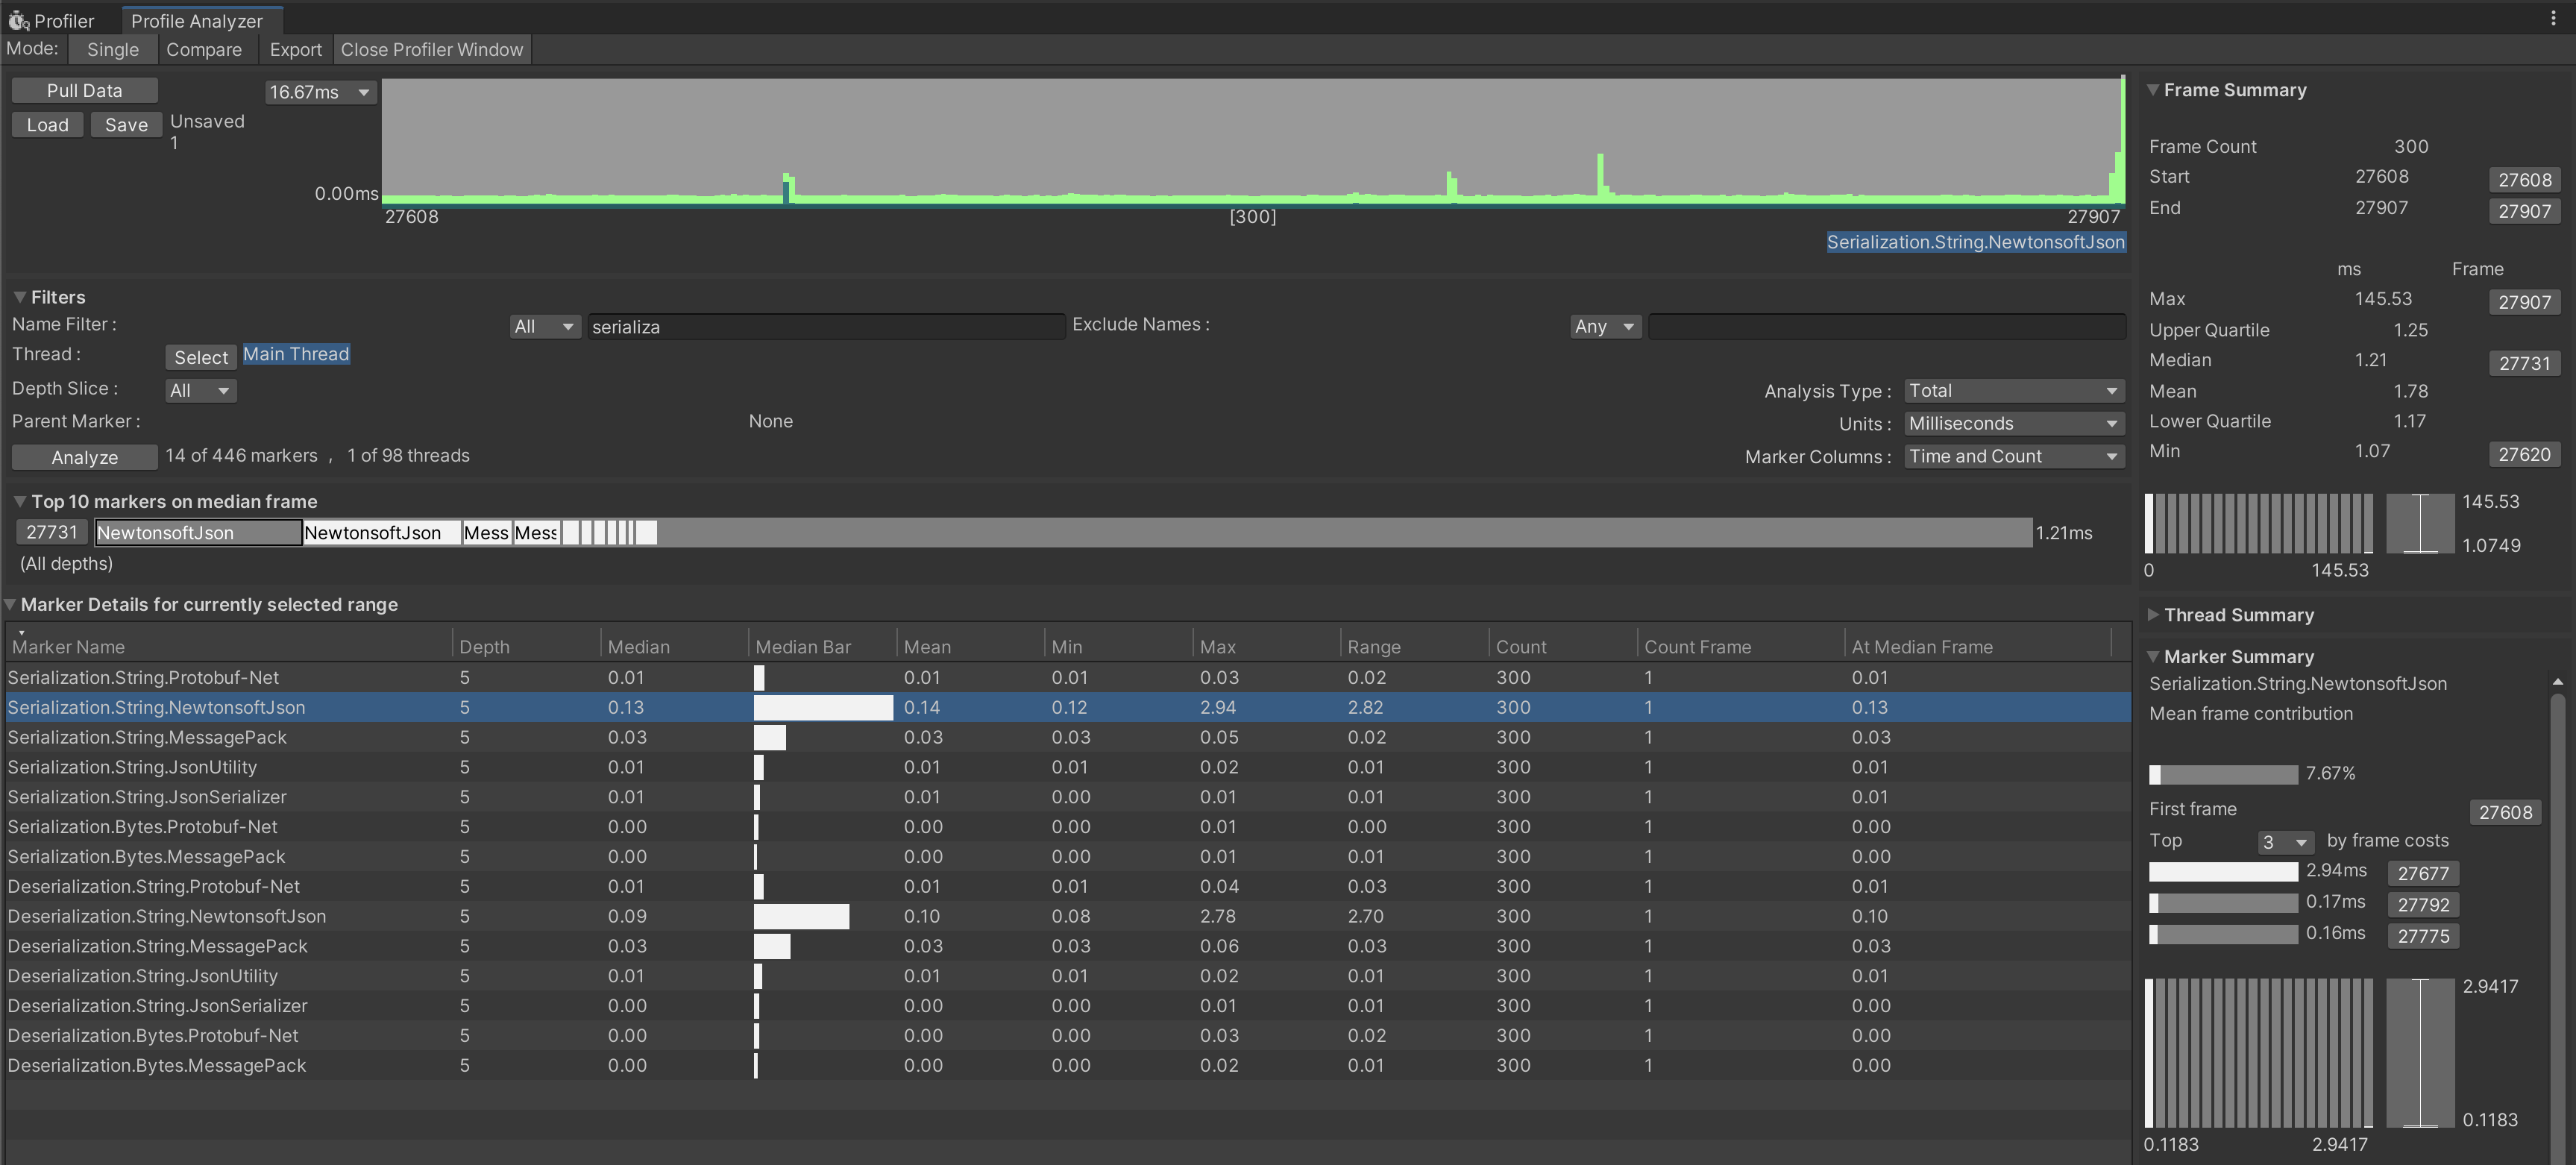 Profiler Profile Analyzer
Mode: Single Compare Export Close Profiler Window
Pull Data 16.67ms
Load Save Unsaved
1
0.00ms
27608 [300] 27907
Serialization.String.NewtonsoftJson
Filters
Name Filter : All serializa Exclude Names : Any
Thread : Select Main Thread
Depth Slice : All Analysis Type : Total
Parent Marker : None Units : Milliseconds
Analyze 14 of 446 markers , 1 of 98 threads Marker Columns : Time and Count
Top 10 markers on median frame
27731 NewtonsoftJson NewtonsoftJson Mess Mess 1.21ms
(All depths)
Marker Details for currently selected range
Marker Name Depth Median Median Bar Mean Min Max Range Count Count Frame At Median Frame
Serialization.String.Protobuf-Net 5 0.01 0.01 0.01 0.03 0.02 300 1 0.01
Serialization.String.NewtonsoftJson 5 0.13 0.14 0.12 2.94 2.82 300 1 0.13
Serialization.String.MessagePack 5 0.03 0.03 0.03 0.05 0.02 300 1 0.03
Serialization.String.JsonUtility 5 0.01 0.01 0.01 0.02 0.01 300 1 0.01
Serialization.String.JsonSerializer 5 0.01 0.01 0.00 0.01 0.01 300 1 0.01
Serialization.Bytes.Protobuf-Net 5 0.00 0.00 0.00 0.01 0.00 300 1 0.00
Serialization.Bytes.MessagePack 5 0.00 0.00 0.00 0.01 0.01 300 1 0.00
Deserialization.String.Protobuf-Net 5 0.01 0.01 0.01 0.04 0.03 300 1 0.01
Deserialization.String.NewtonsoftJson 5 0.09 0.10 0.08 2.78 2.70 300 1 0.10
Deserialization.String.MessagePack 5 0.03 0.03 0.03 0.06 0.03 300 1 0.03
Deserialization.String.JsonUtility 5 0.01 0.01 0.01 0.02 0.01 300 1 0.01
Deserialization.String.JsonSerializer 5 0.00 0.00 0.00 0.01 0.01 300 1 0.00
Deserialization.Bytes.Protobuf-Net 5 0.00 0.00 0.00 0.03 0.02 300 1 0.00
Deserialization.Bytes.MessagePack 5 0.00 0.00 0.00 0.02 0.01 300 1 0.00
Frame Summary
Frame Count 300
Start 27608 27608
End 27907 27907
ms Frame
Max 145.53 27907
Upper Quartile 1.25
Median 1.21 27731
Mean 1.78
Lower Quartile 1.17
Min 1.07 27620
145.53
1.0749
0 145.53
Thread Summary
Marker Summary
Serialization.String.NewtonsoftJson
Mean frame contribution
7.67%
First frame 27608
Top 3 by frame costs
2.94ms 27677
0.17ms 27792
0.16ms 27775
2.9417
0.1183
0.1183 2.9417